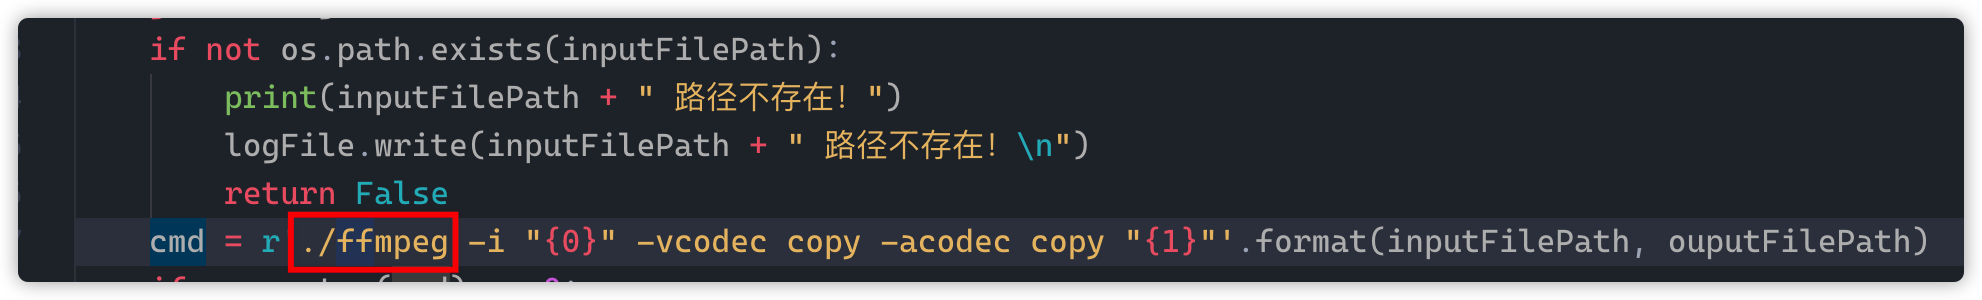 if not os.path.exists(inputFilePath):
print(inputFilePath + " 路径不存在！")
logFile.write(inputFilePath + " 路径不存在！\n")
return False
cmd = r'./ffmpeg -i "{0}" -vcodec copy -acodec copy "{1}"'.format(inputFilePath, ouputFilePath)